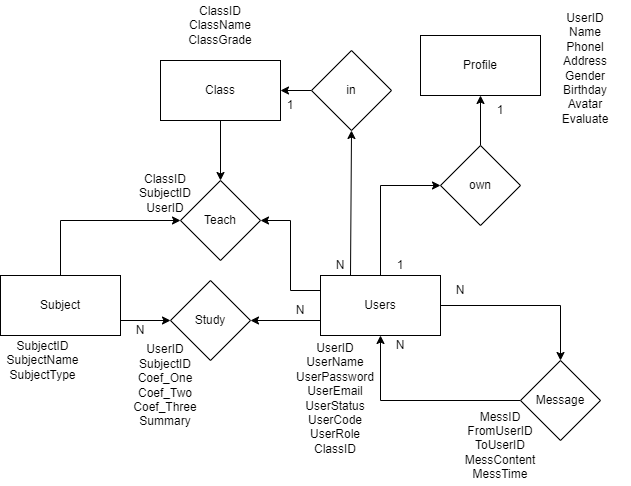 ClassID
ClassName
ClassGrade
Class
1
in
Profile
1
UserID
Name
Phonel
Address
Gender
Birthday
Avatar
Evaluate
ClassID
SubjectID
UserID
Teach
own
N
1
Subject
SubjectID
SubjectName
SubjectType
N
Study
N
UserID
SubjectID
Coef_One
Coef_Two
Coef_Three
Summary
Users
N
N
UserID
UserName
UserPassword
UserEmail
UserStatus
UserCode
UserRole
ClassID
Message
MessID
FromUserID
ToUserID
MessContent
MessTime